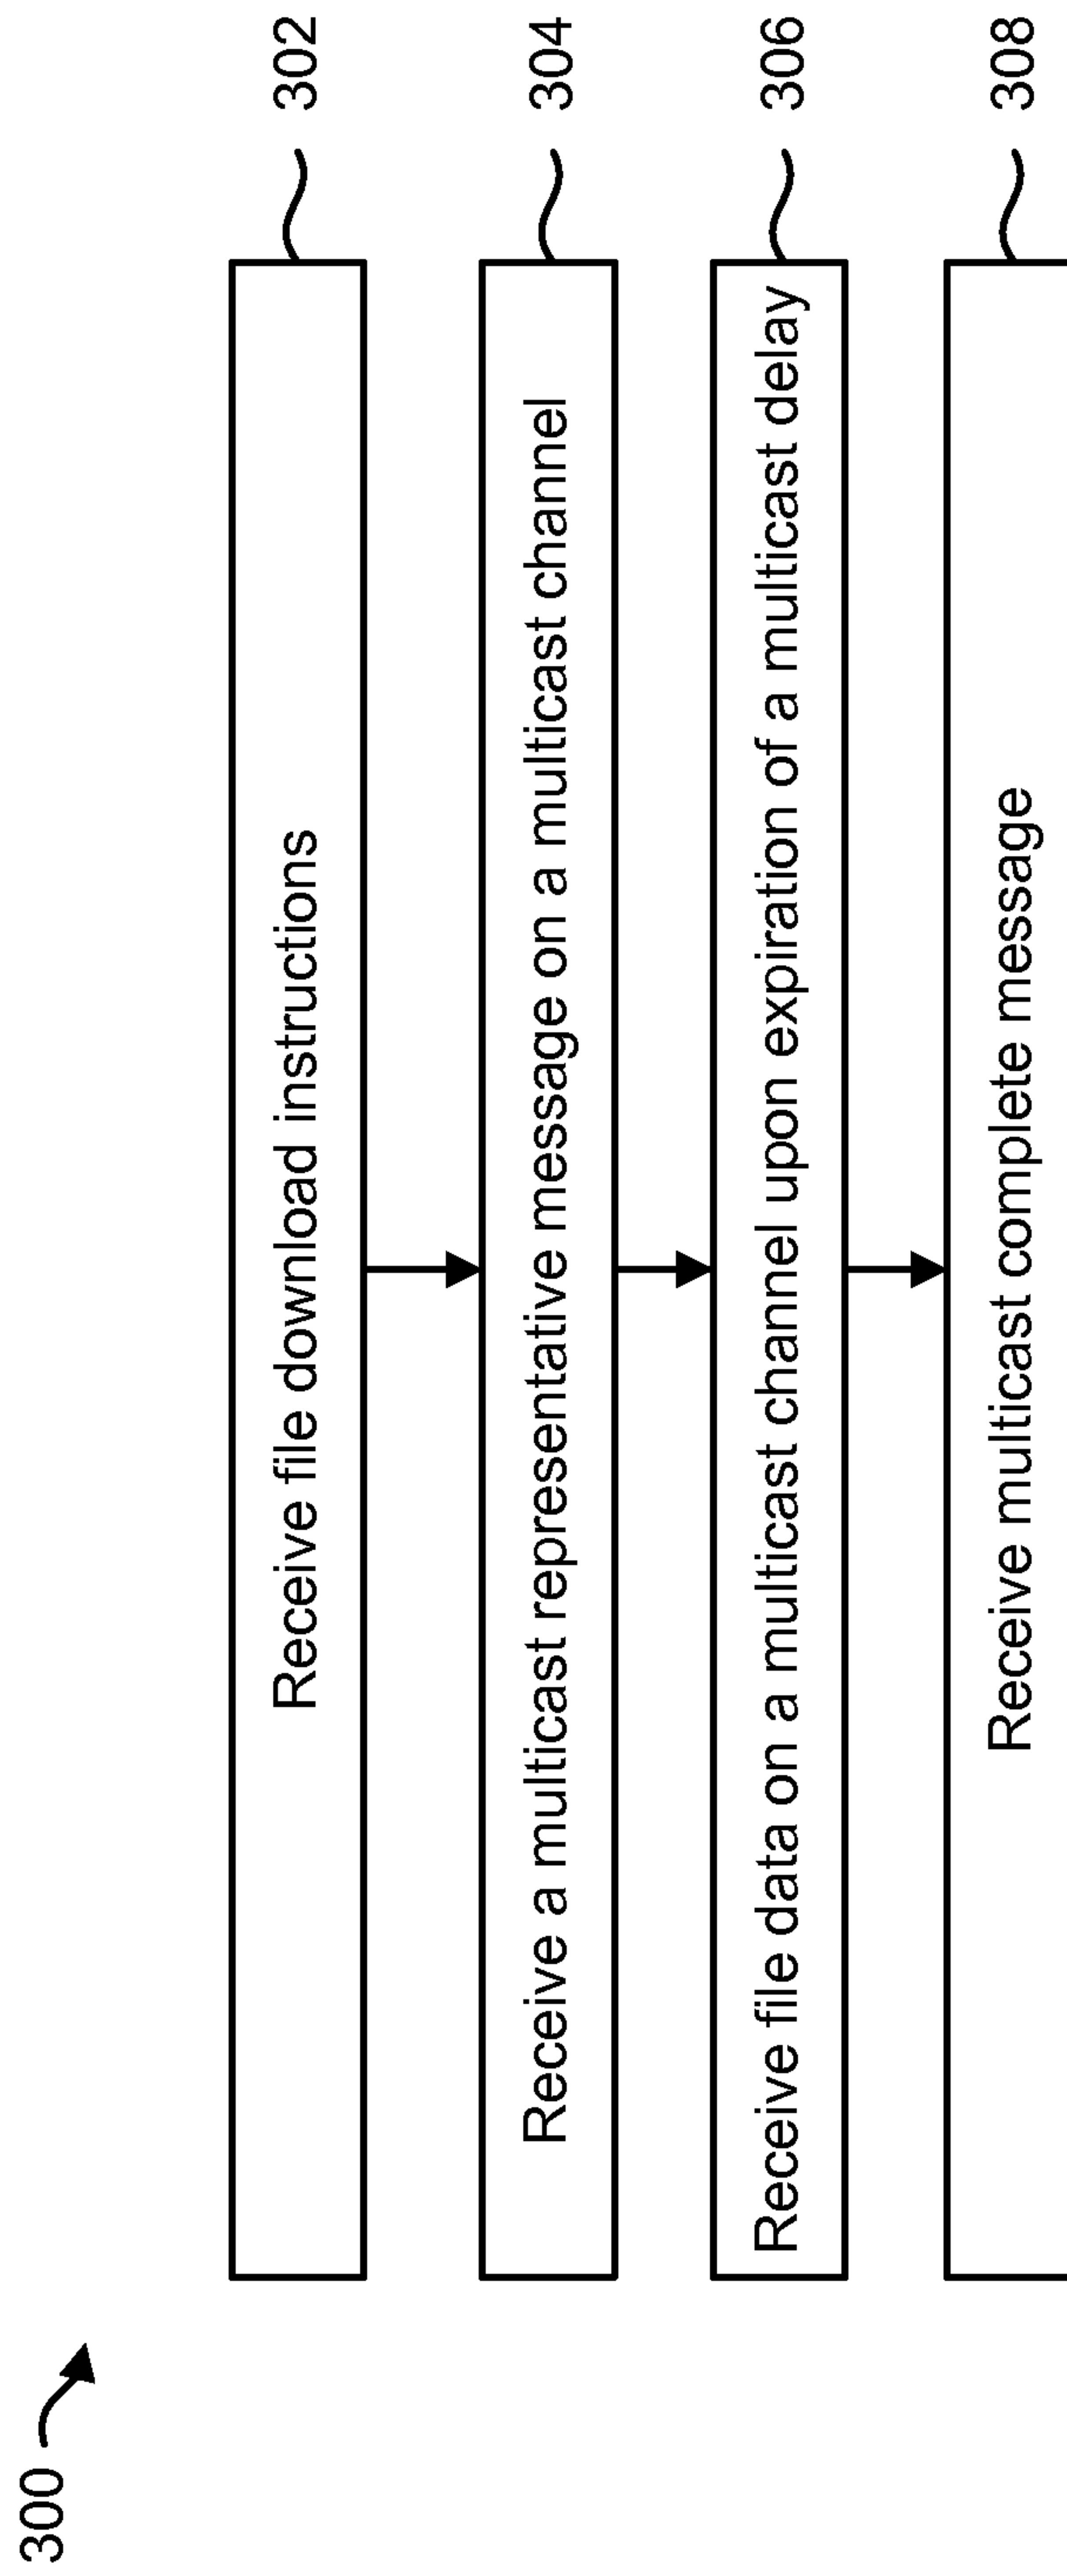 300
Receive file download instructions
302
Receive a multicast representative message on a multicast channel
304
Receive file data on a multicast channel upon expiration of a multicast delay
306
Receive multicast complete message
308